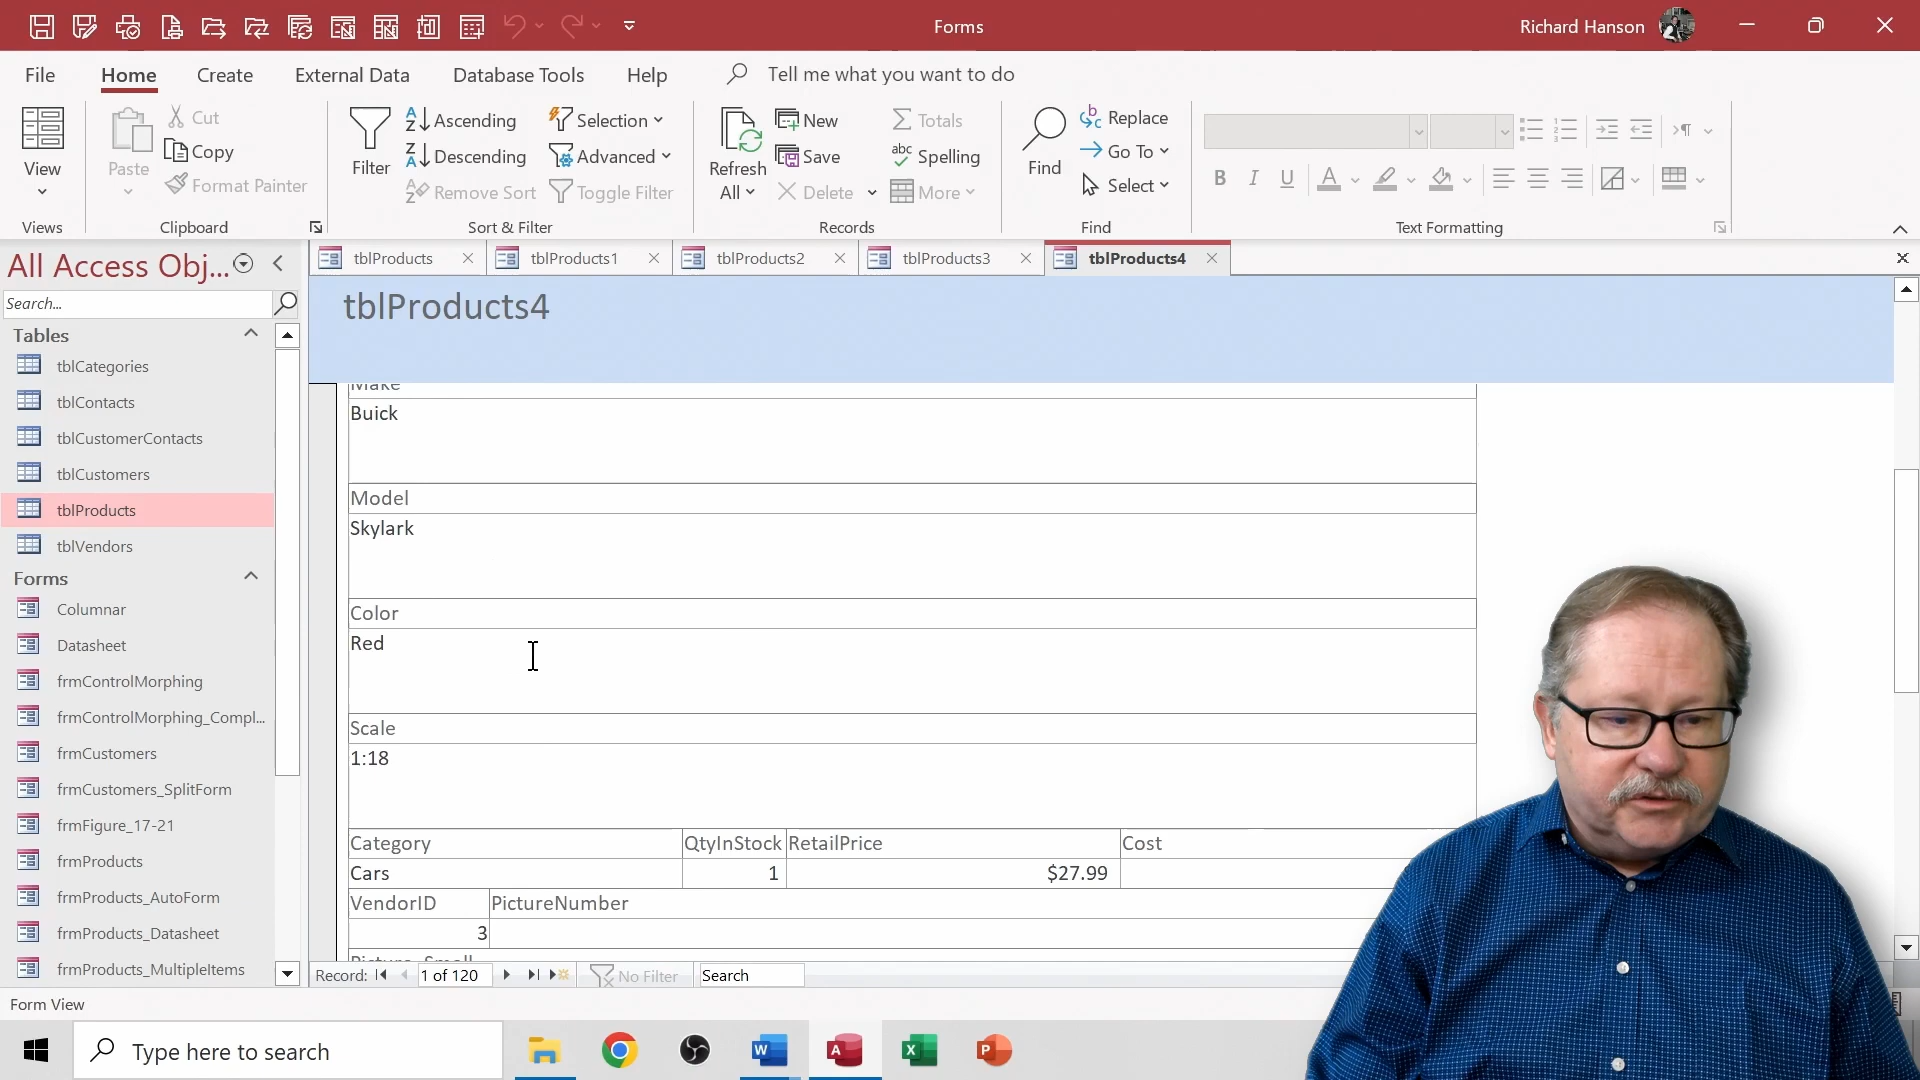 Forms
Richard Hanson
File Home Create External Data Database Tools Help Tell me what you want to do
View
Views
Paste
Cut
Copy
Format Painter
Clipboard
Filter
Ascending
Descending
Remove Sort
Selection
Advanced
Toggle Filter
Sort & Filter
Refresh
All
New
Save
Delete
Totals
Spelling
More
Records
Find
Replace
Go To
Select
Find
B I U A
Text Formatting
All Access Obj...
Search...
Tables
tblCategories
tblContacts
tblCustomerContacts
tblCustomers
tblProducts
tblVendors
Forms
Columnar
Datasheet
frmControlMorphing
frmControlMorphing_Compl...
frmCustomers
frmCustomers_SplitForm
frmFigure_17-21
frmProducts
frmProducts_AutoForm
frmProducts_Datasheet
frmProducts_MultipleItems
tblProducts tblProducts1 tblProducts2 tblProducts3 tblProducts4
tblProducts4
Make
Buick
Model
Skylark
Color
Red
Scale
1:18
Category QtyInStock RetailPrice Cost
Cars 1 $27.99
VendorID PictureNumber
3
Record: 1 of 120 No Filter Search
Form View
Type here to search